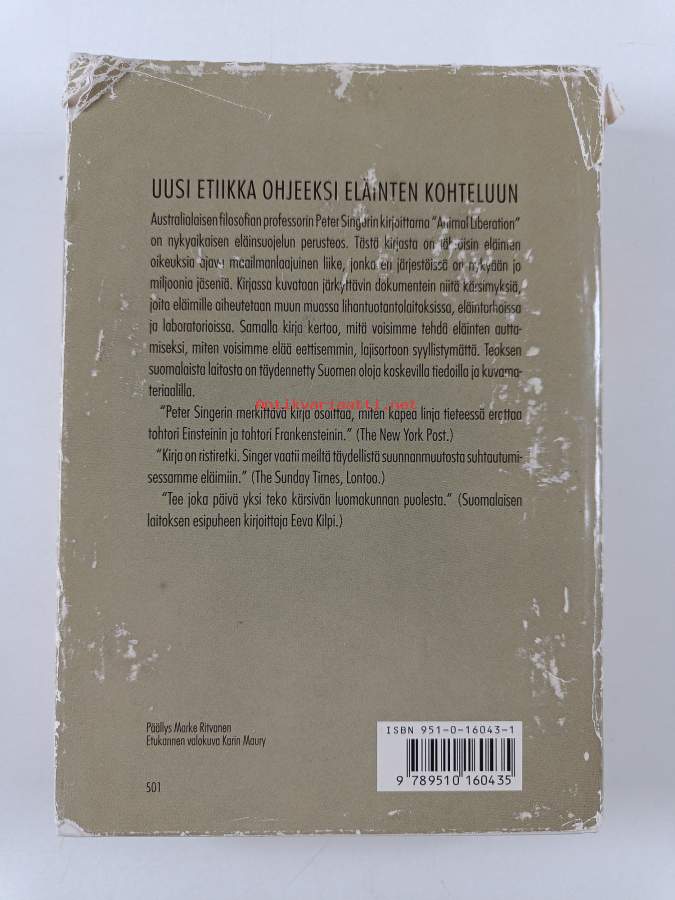 UUSI ETIIKKA OHJEEKSI ELÄINTEN KOHTELUUN
Australialaisen filosofian professorin Peter Singerin kirjoittama "Animal Liberation"
on nykyaikaisen eläinsuojelun perusteos. Tästä kirjasta on lähtöisin eläinten
oikeuksia ajava maailmanlaajuinen liike, jonka eri järjestöissä on nykyään jo
miljoonia jäseniä. Kirjassa kuvataan järkyttävin dokumentein niitä kärsimyksiä,
joita eläimille aiheutetaan muun muassa lihantuotantolaitoksissa, eläintarhoissa
ja laboratorioissa. Samalla kirja kertoo, mitä voisimme tehdä eläinten autta-
miseksi, miten voisimme elää eettisemmin, lajisortoon syyllistymättä. Teoksen
suomalaista laitosta on täydennetty Suomen oloja koskevilla tiedoilla ja kuvama-
teriaalilla.
Antikvariaatti.net
"Peter Singerin merkittävä kirja osoittaa, miten kapea linja tieteessä erottaa
tohtori Einsteinin ja tohtori Frankensteinin." (The New York Post.)
"Kirja on ristiretki. Singer vaatii meiltä täydellistä suunnanmuutosta suhtautumi-
sessamme eläimiin." (The Sunday Times, Lontoo.)
"Tee joka päivä yksi teko kärsivän luomakunnan puolesta." (Suomalaisen
laitoksen esipuheen kirjoittaja Eeva Kilpi.)
Päällys Marke Ritvanen
Etukannen valokuva Karin Maury
501
ISBN 951-0-16043-1
9 789510 160435